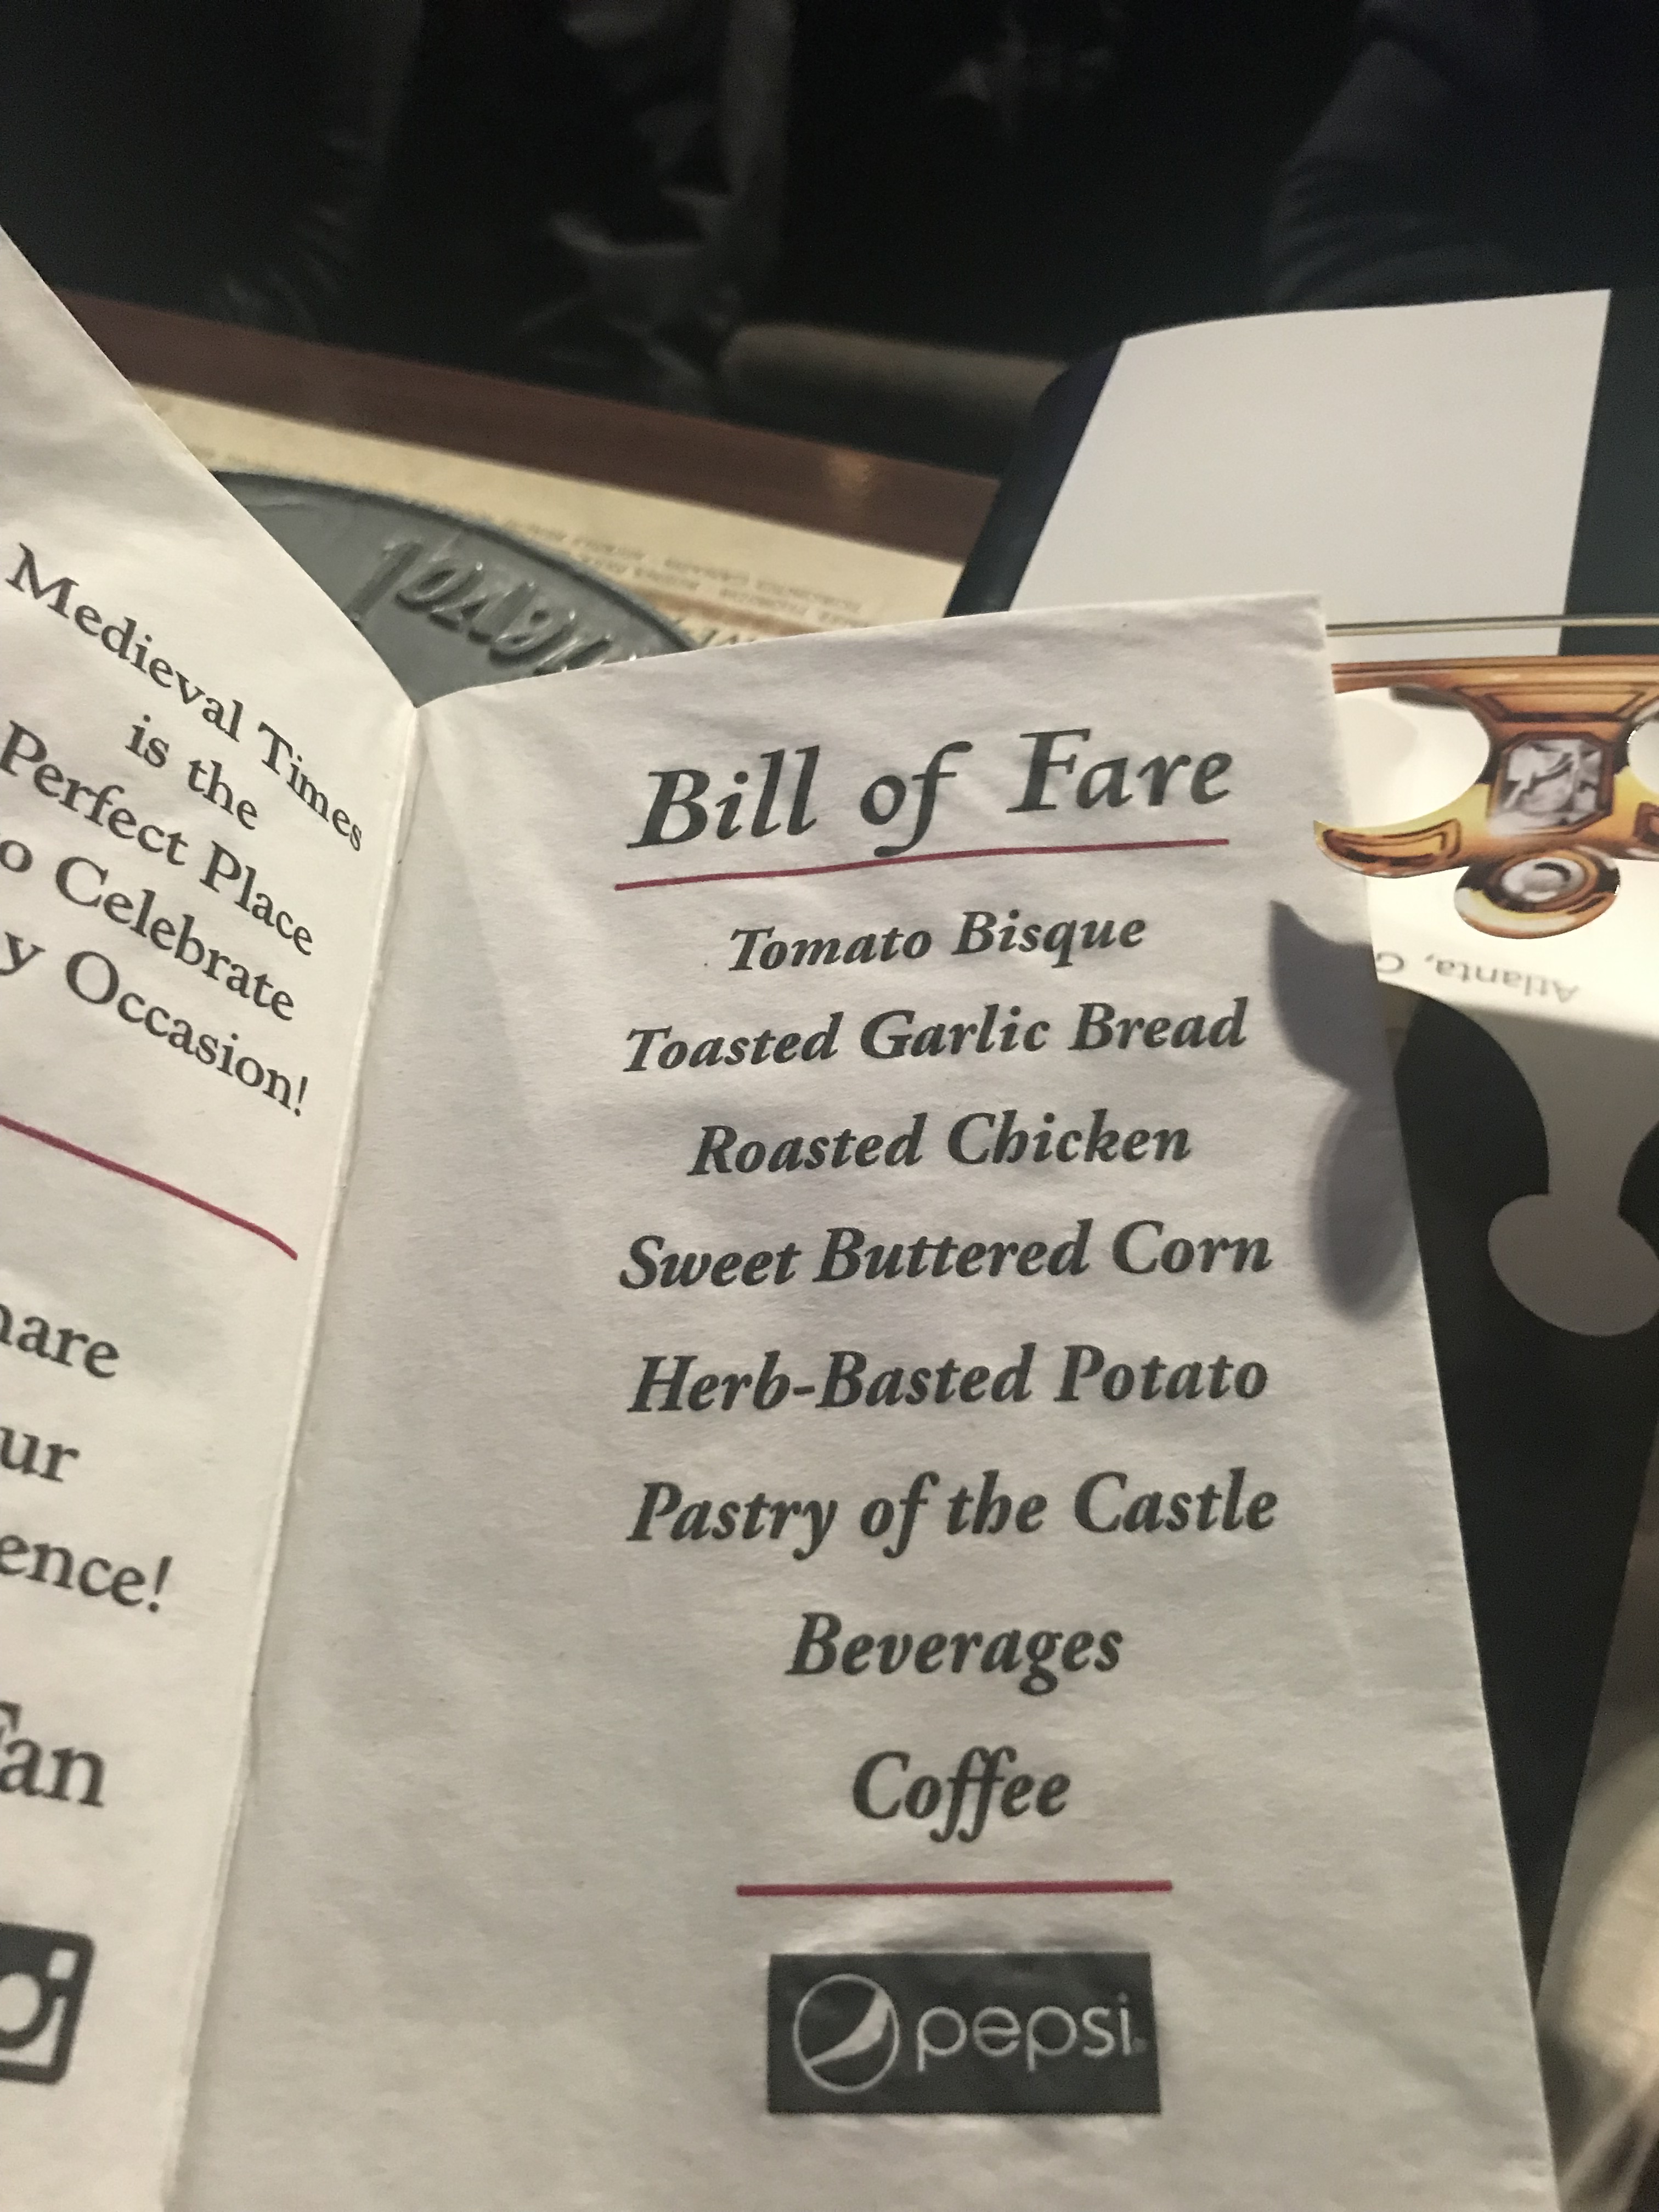 Medieval Times
is the
Perfect Place
o Celebrate
y Occasion!
hare
ur
ence!
Fan
Bill of Fare
Tomato Bisque
Toasted Garlic Bread
Roasted Chicken
Sweet Buttered Corn
Herb-Basted Potato
Pastry of the Castle
Beverages
Coffee
pepsi
Atlanta, G